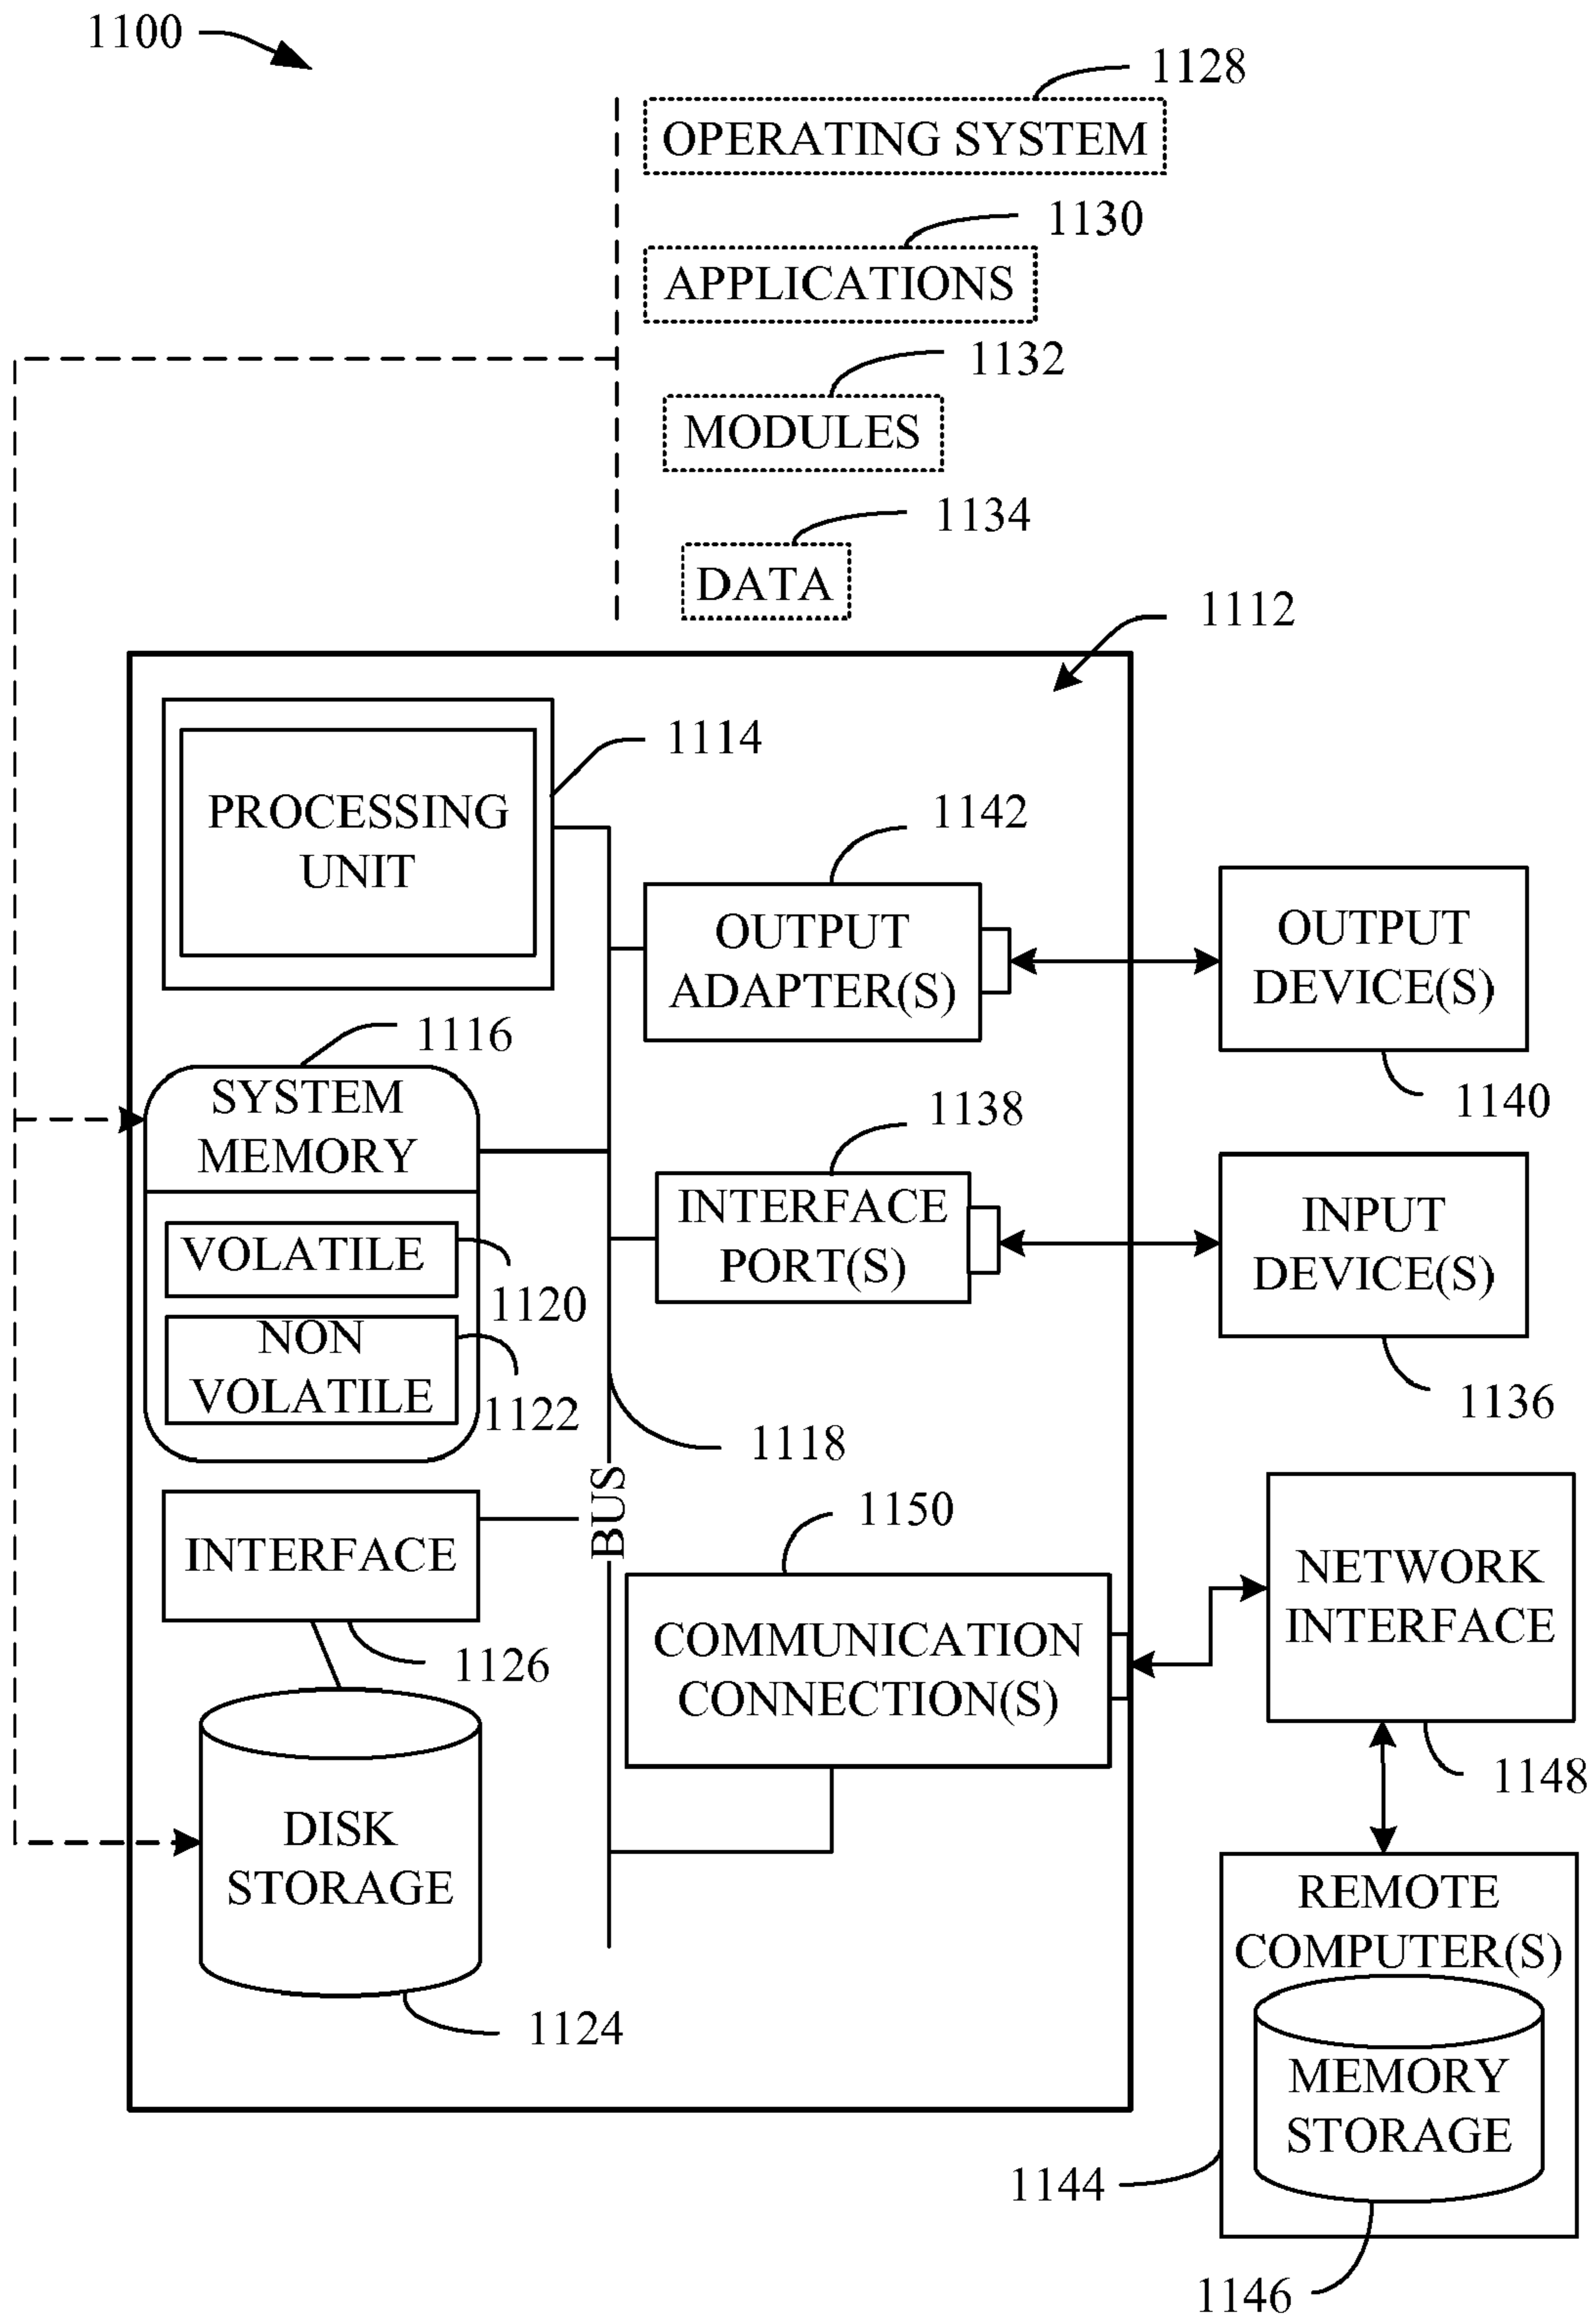 1100
1128
OPERATING SYSTEM
1130
APPLICATIONS
1132
MODULES
1134
DATA
1112
1114
PROCESSING
UNIT
1142
OUTPUT
ADAPTER(S)
OUTPUT
DEVICE(S)
1140
1116
SYSTEM
MEMORY
1138
INTERFACE
PORT(S)
INPUT
DEVICE(S)
1136
VOLATILE
1120
NON
VOLATILE
1122
1118
BUS
INTERFACE
1126
1150
COMMUNICATION
CONNECTION(S)
NETWORK
INTERFACE
1148
DISK
STORAGE
1124
REMOTE
COMPUTER(S)
MEMORY
STORAGE
1144
1146